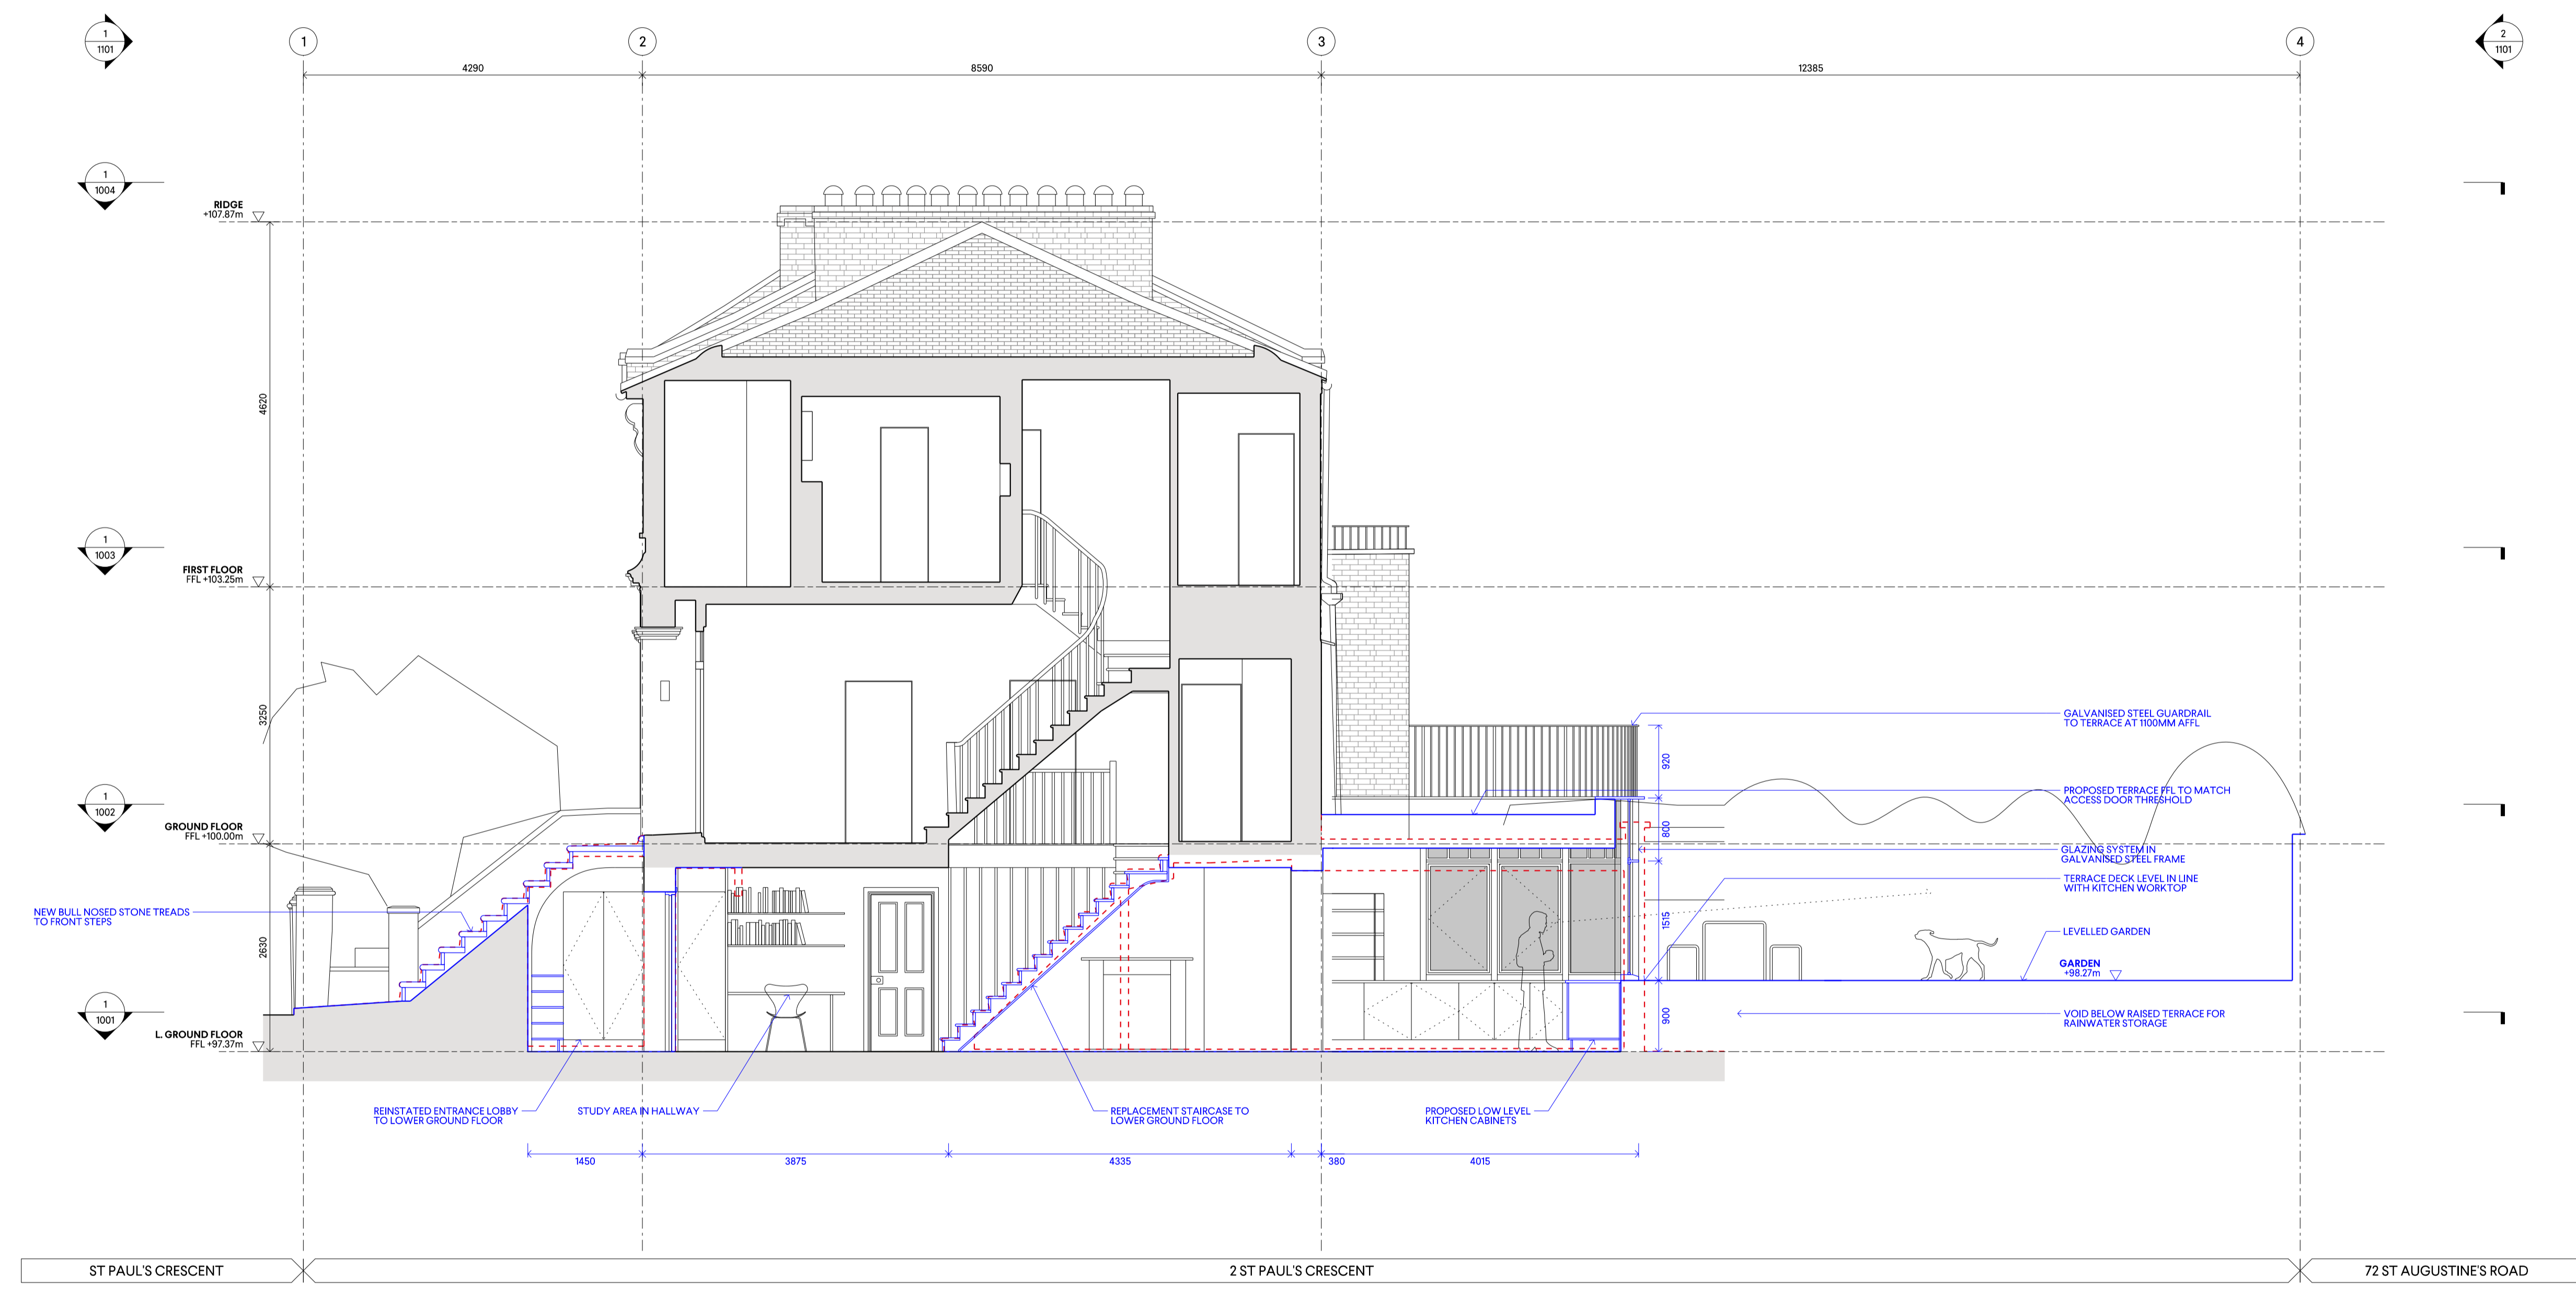 1
1101
1
2
3
4
2
1101
4290
8590
12385
1
1004
RIDGE
+107.87m
4620
1
1003
FIRST FLOOR
FFL +103.25m
3250
GALVANISED STEEL GUARDRAIL
TO TERRACE AT 1100MM AFFL
920
1
1002
PROPOSED TERRACE FFL TO MATCH
ACCESS DOOR THRESHOLD
GROUND FLOOR
FFL +100.00m
800
GLAZING SYSTEM IN
GALVANISED STEEL FRAME
TERRACE DECK LEVEL IN LINE
WITH KITCHEN WORKTOP
NEW BULL NOSED STONE TREADS
TO FRONT STEPS
1515
LEVELLED GARDEN
2630
GARDEN
+98.27m
1
1001
900
VOID BELOW RAISED TERRACE FOR
RAINWATER STORAGE
L. GROUND FLOOR
FFL +97.37m
REINSTATED ENTRANCE LOBBY
TO LOWER GROUND FLOOR
STUDY AREA IN HALLWAY
REPLACEMENT STAIRCASE TO
LOWER GROUND FLOOR
PROPOSED LOW LEVEL
KITCHEN CABINETS
1450
3875
4335
380
4015
ST PAUL'S CRESCENT
2 ST PAUL'S CRESCENT
72 ST AUGUSTINE'S ROAD